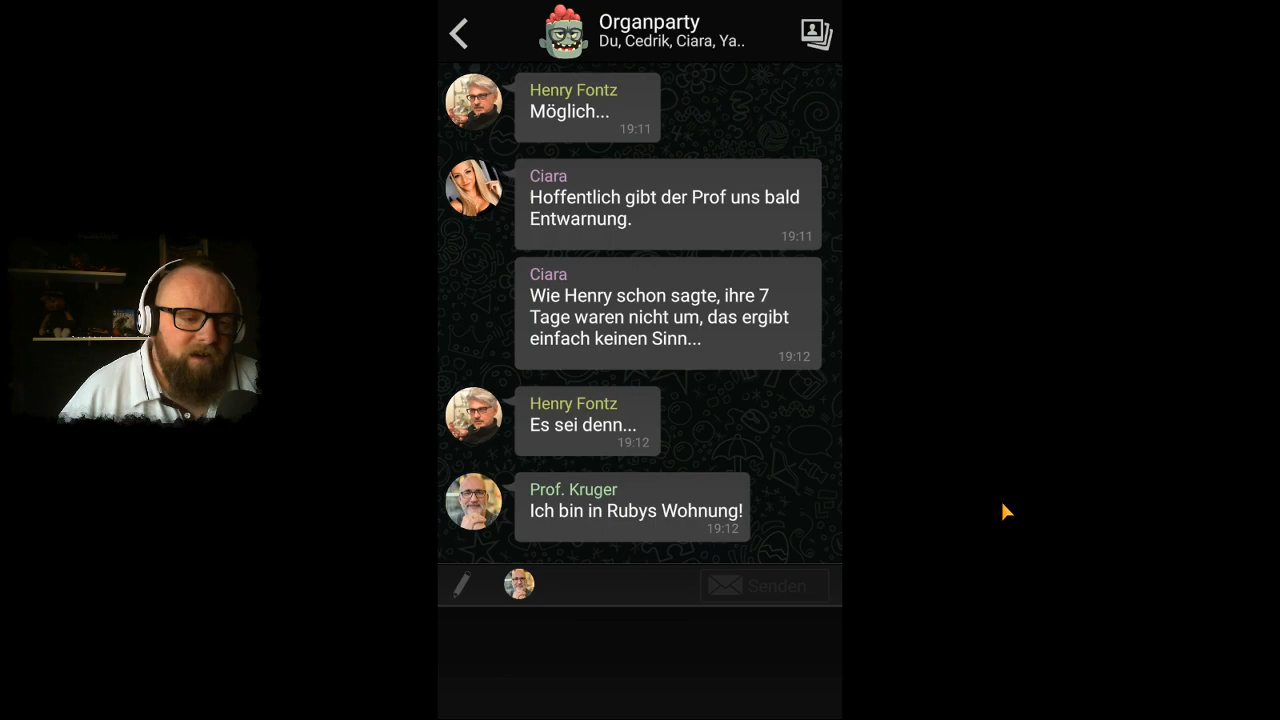 Organparty
Du, Cedrik, Ciara, Ya..
Henry Fontz
Möglich...
19:11
Ciara
Hoffentlich gibt der Prof uns bald
Entwarnung.
19:11
Ciara
Wie Henry schon sagte, ihre 7
Tage waren nicht um, das ergibt
einfach keinen Sinn...
19:12
Henry Fontz
Es sei denn...
19:12
Prof. Kruger
Ich bin in Rubys Wohnung!
19:12
Senden